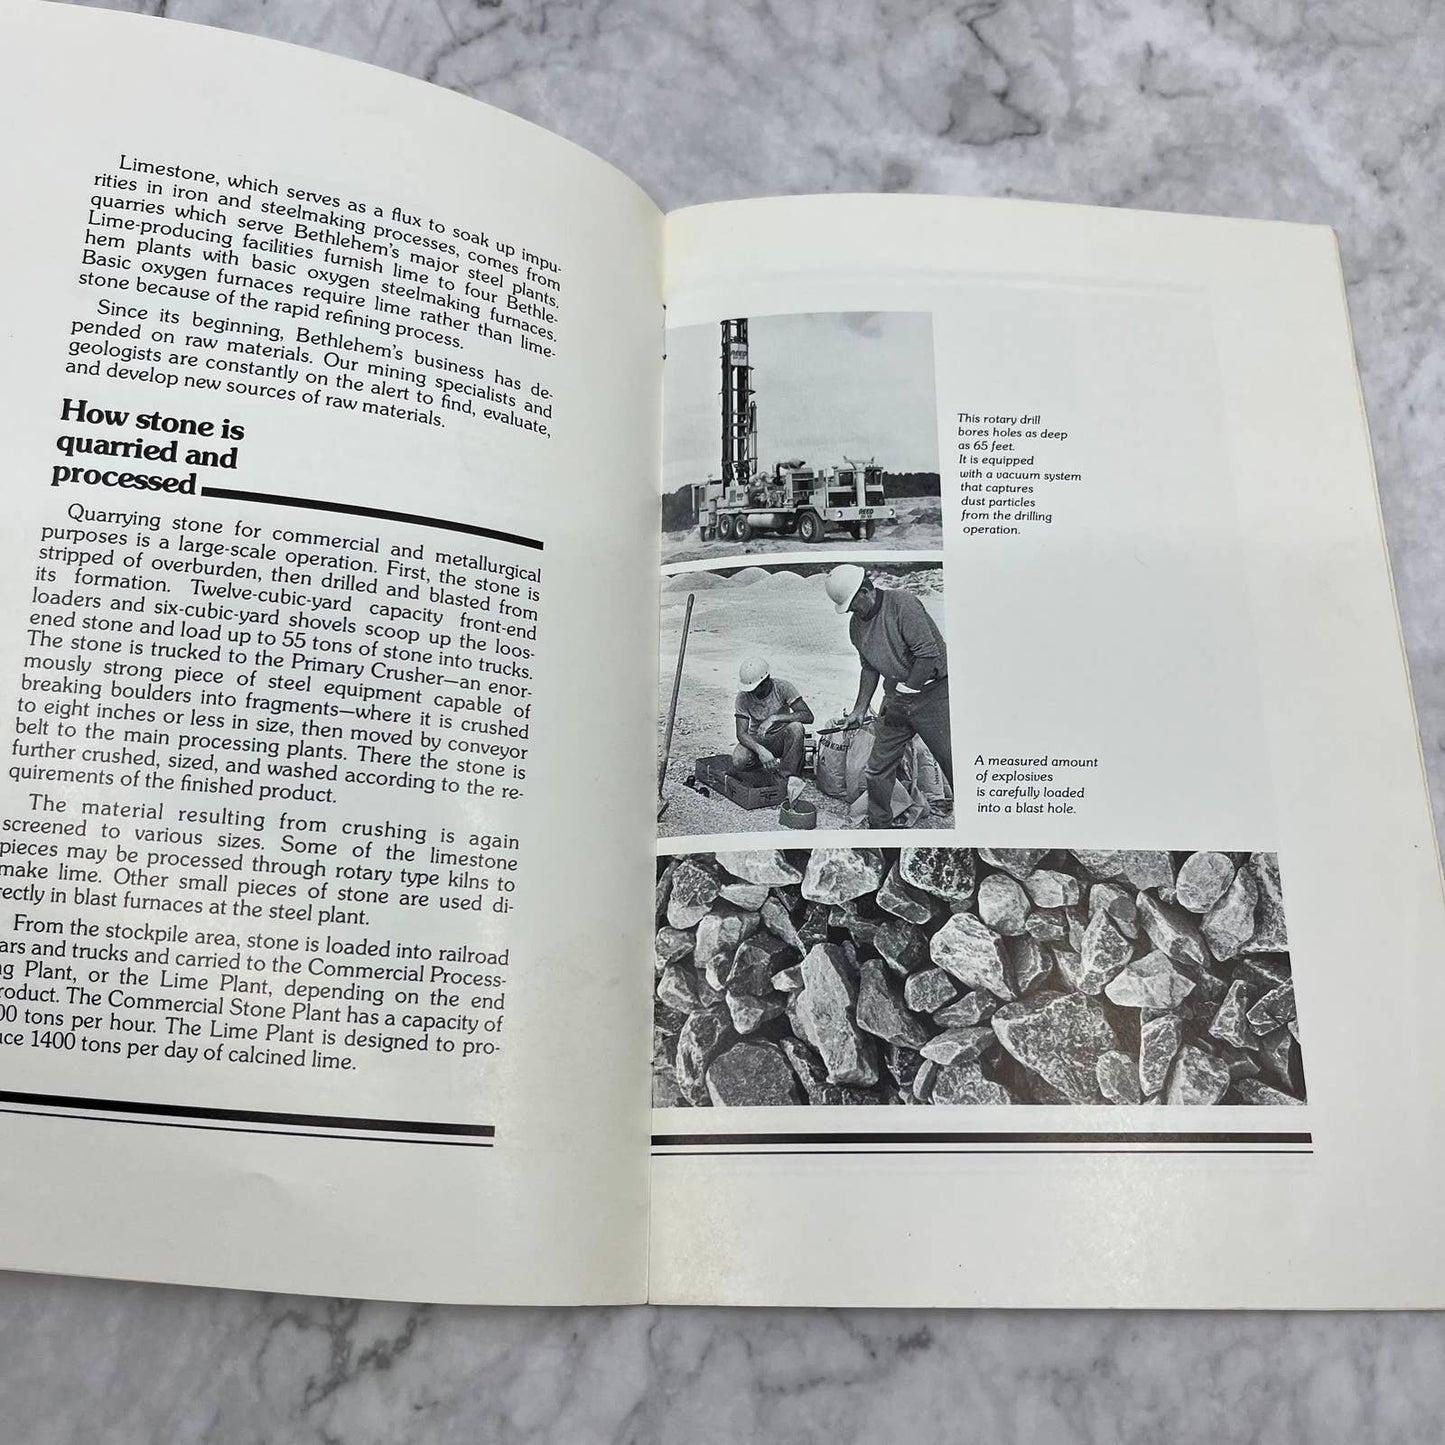 Limestone, which serves as a flux to soak up impu-
rities in iron and steelmaking processes, comes from
quarries which serve Bethlehem's major steel plants.
Lime-producing facilities furnish lime to four Bethle-
hem plants with basic oxygen steelmaking furnaces.
Basic oxygen furnaces require lime rather than lime-
stone because of the rapid refining process.
Since its beginning, Bethlehem's business has de-
pended on raw materials. Our mining specialists and
geologists are constantly on the alert to find, evaluate,
and develop new sources of raw materials.
How stone is
quarried and
processed
Quarrying stone for commercial and metallurgical
purposes is a large-scale operation. First, the stone is
stripped of overburden, then drilled and blasted from
its formation. Twelve-cubic-yard capacity front-end
loaders and six-cubic-yard shovels scoop up the loos-
ened stone and load up to 55 tons of stone into trucks.
The stone is trucked to the Primary Crusher—an enor-
mously strong piece of steel equipment capable of
breaking boulders into fragments—where it is crushed
to eight inches or less in size, then moved by conveyor
belt to the main processing plants. There the stone is
further crushed, sized, and washed according to the re-
quirements of the finished product.
The material resulting from crushing is again
screened to various sizes. Some of the limestone
pieces may be processed through rotary type kilns to
make lime. Other small pieces of stone are used di-
rectly in blast furnaces at the steel plant.
From the stockpile area, stone is loaded into railroad
ars and trucks and carried to the Commercial Process-
g Plant, or the Lime Plant, depending on the end
roduct. The Commercial Stone Plant has a capacity of
00 tons per hour. The Lime Plant is designed to pro-
ce 1400 tons per day of calcined lime.
REED
REED
This rotary drill
bores holes as deep
as 65 feet.
It is equipped
with a vacuum system
that captures
dust particles
from the drilling
operation.
A measured amount
of explosives
is carefully loaded
into a blast hole.